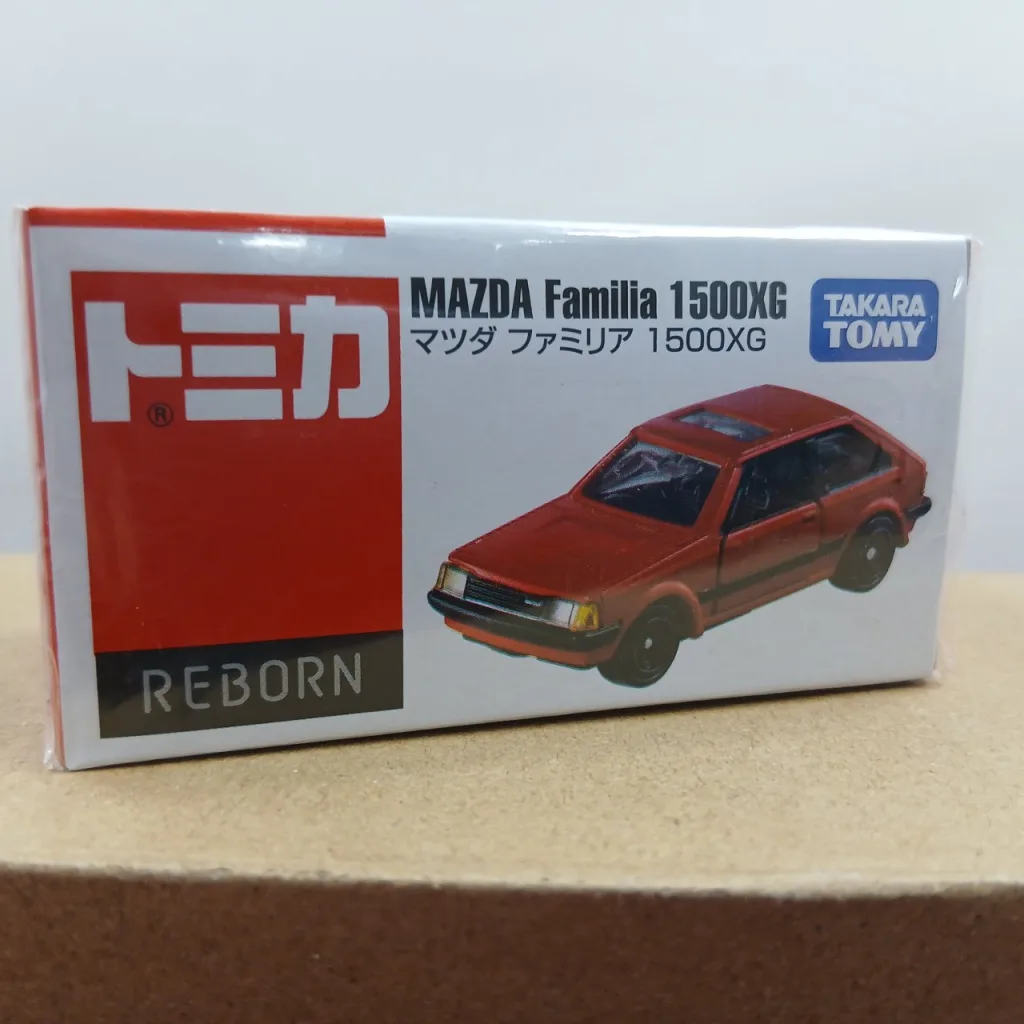 トミカ
®
MAZDA Familia 1500XG
マツダ ファミリア 1500XG
TAKARA
TOMY
REBORN